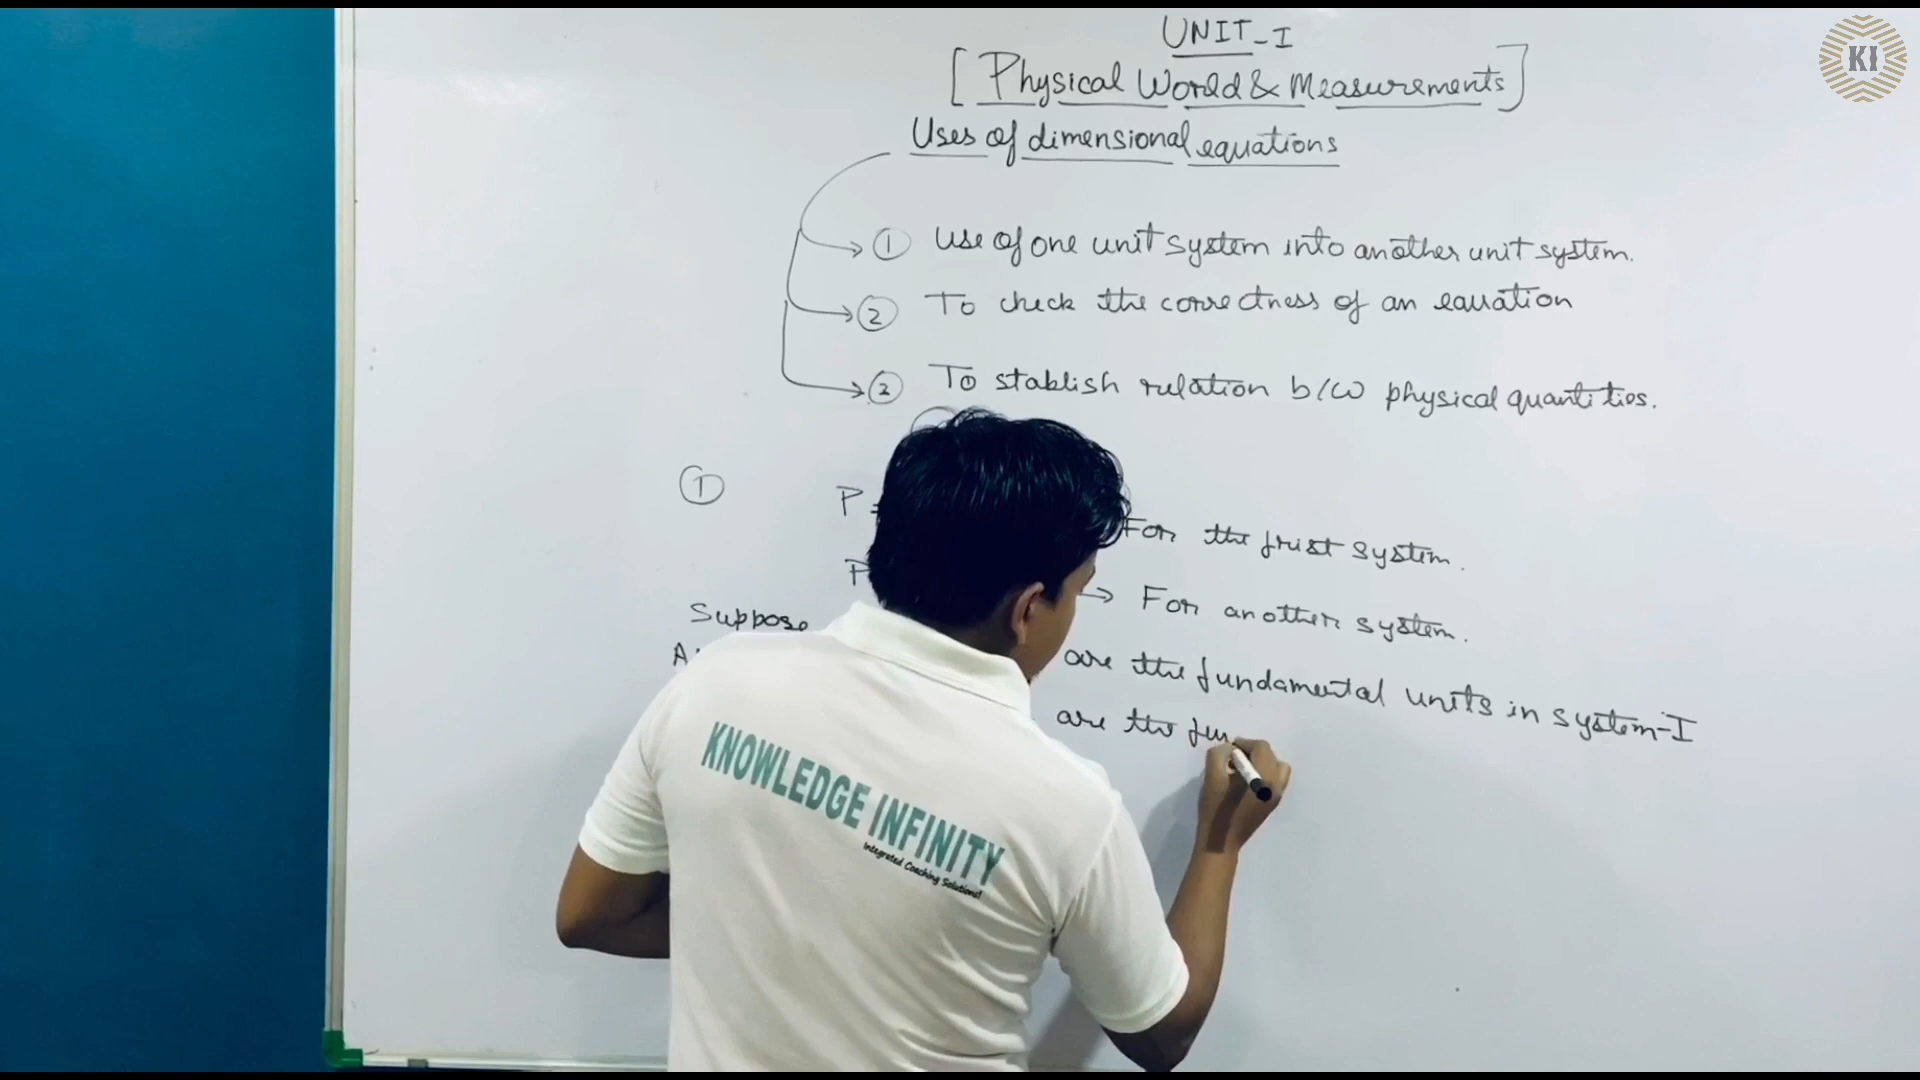 UNIT-I
[Physical World & Measurements]
Uses of dimensional equations
① Use of one unit system into another unit system.
② To check the correctness of an equation
③ To stablish relation b/w physical quantities.
① P =
For the frist system.
P → For another system.
Suppose
are the fundamental units in system-I
are the fun
KNOWLEDGE INFINITY
Integrated Coaching Solutions!
KI